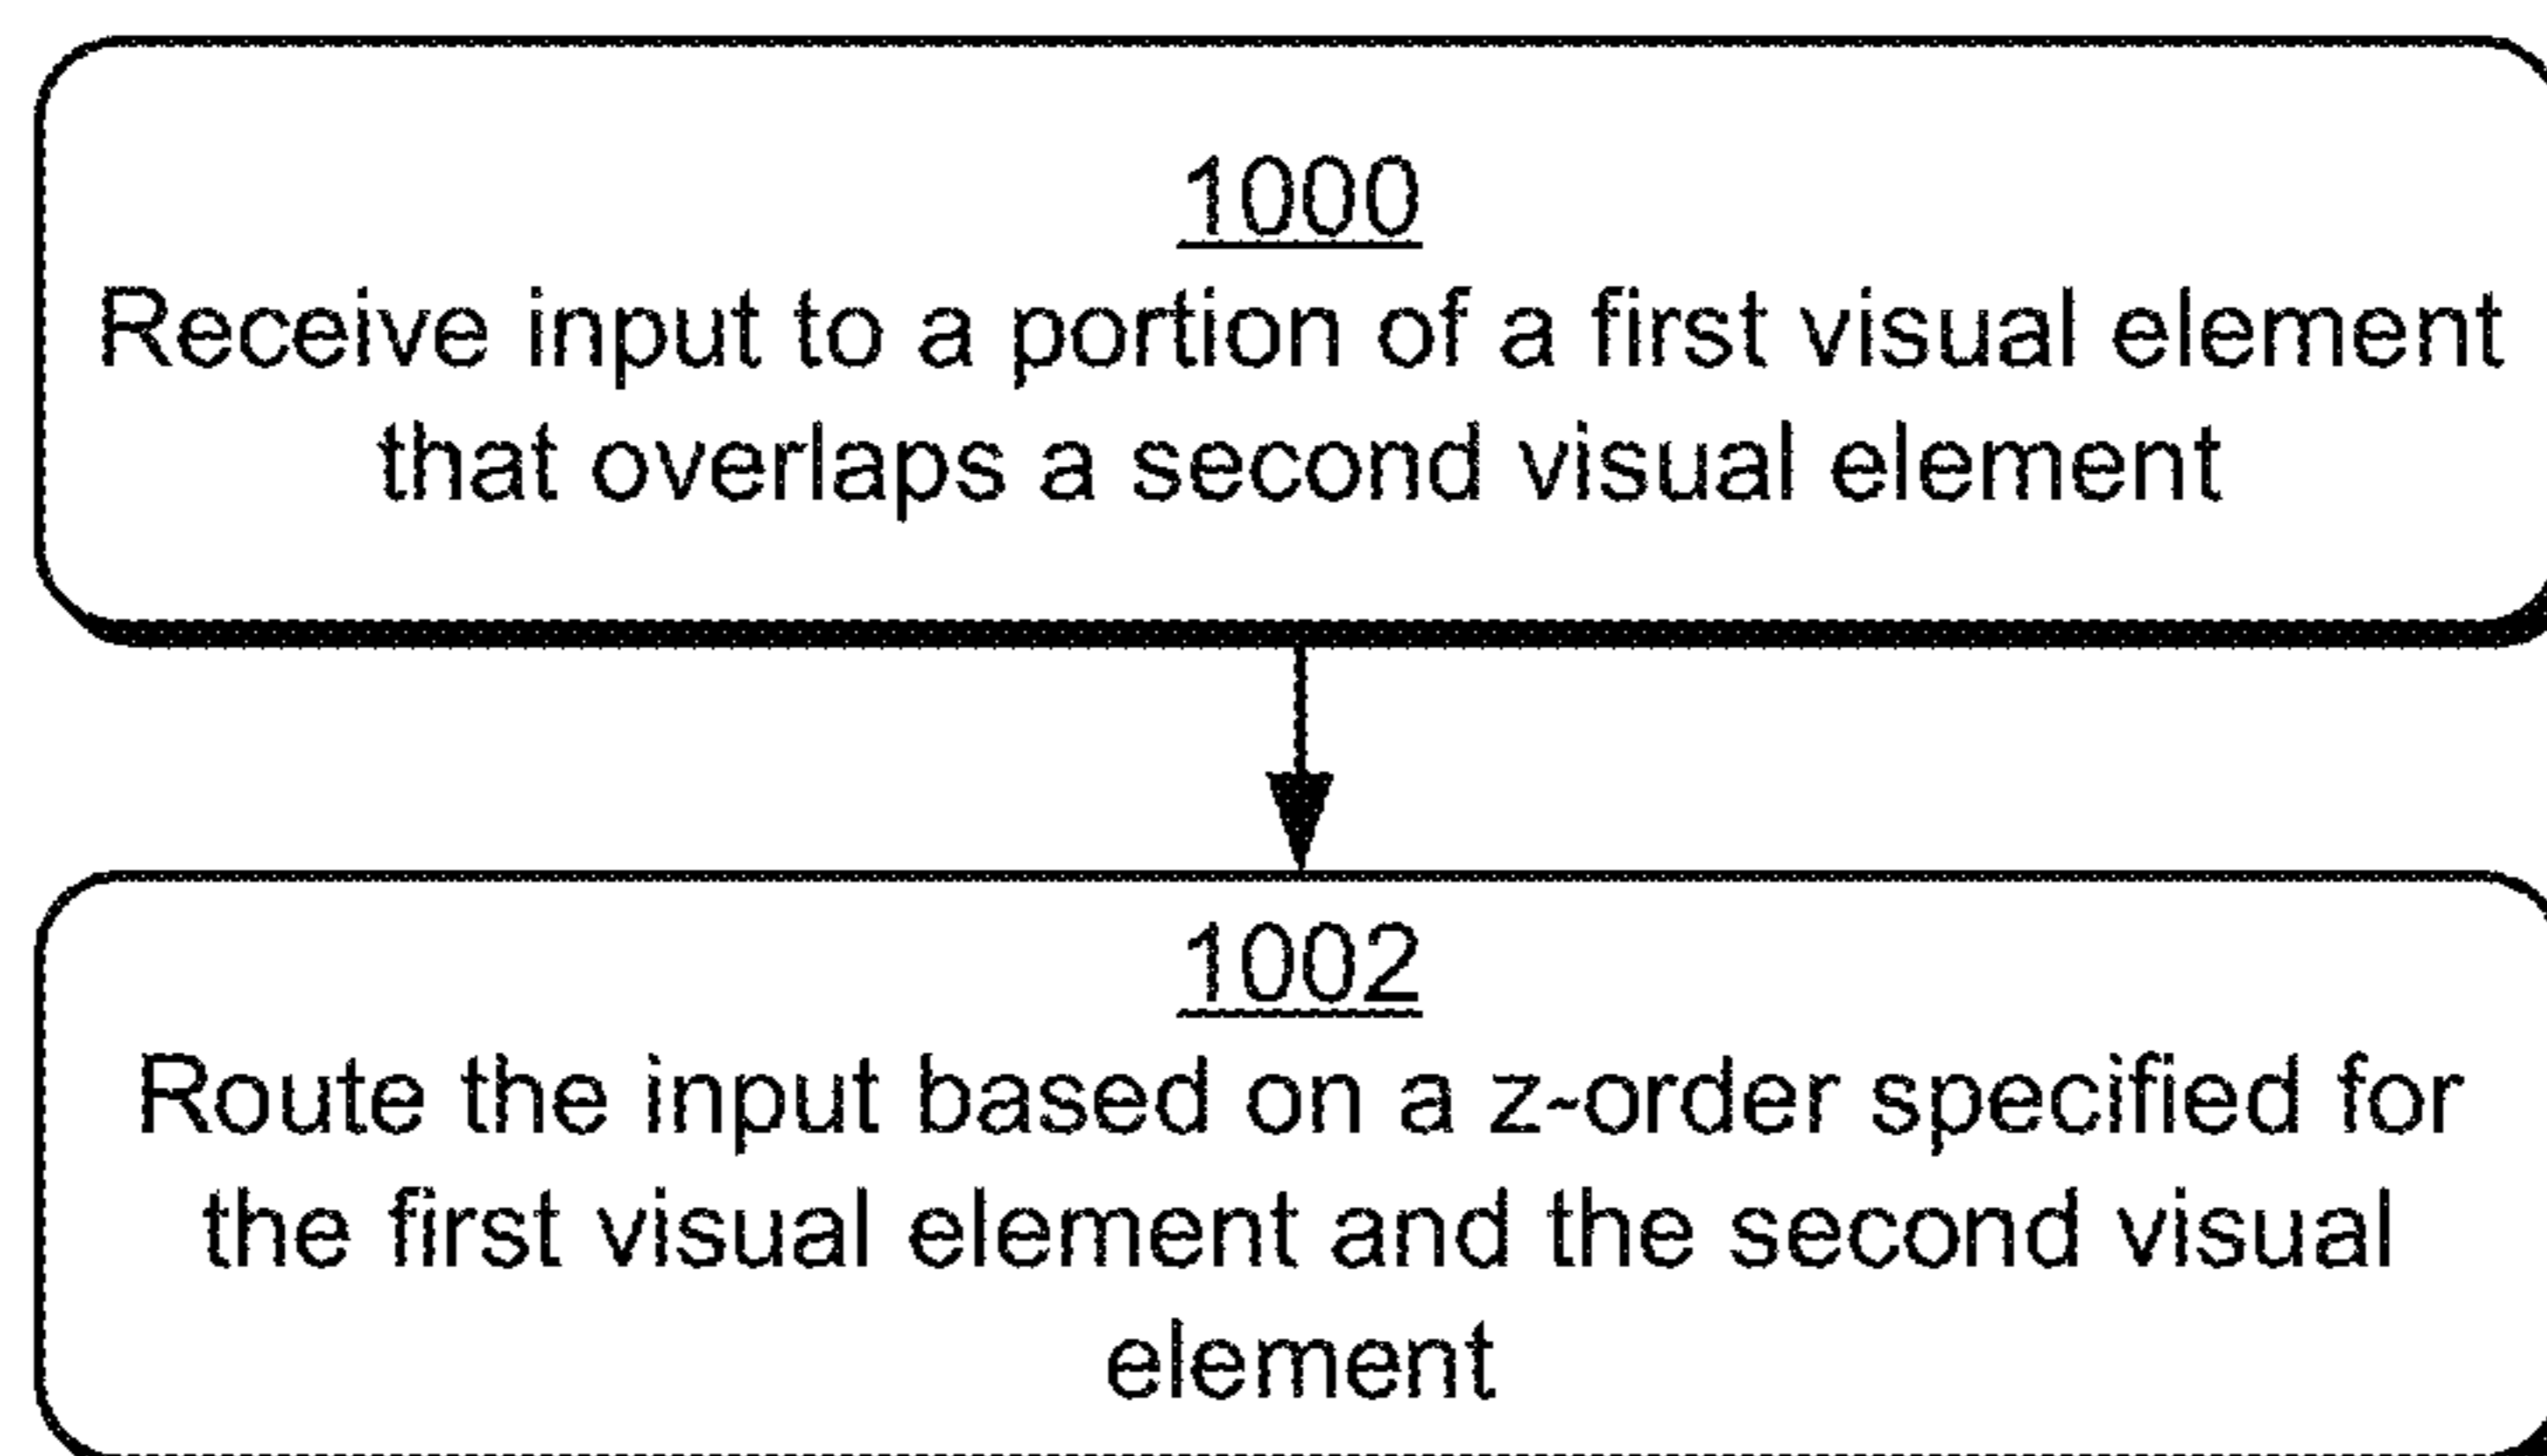 1000
Receive input to a portion of a first visual element
that overlaps a second visual element
1002
Route the input based on a z-order specified for
the first visual element and the second visual
element